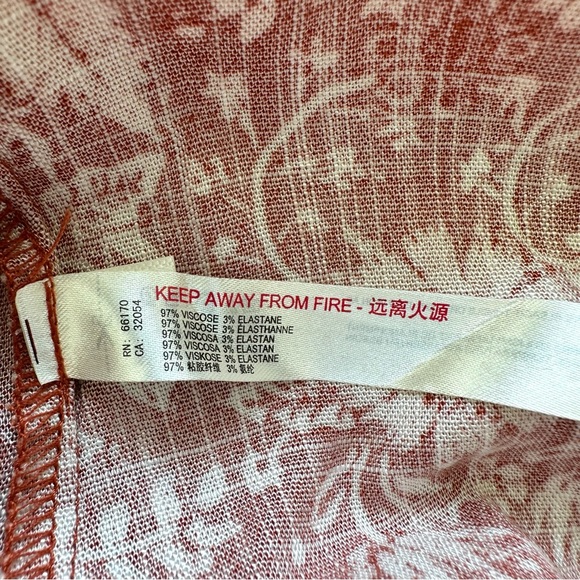 KEEP AWAY FROM FIRE - 远离火源
97% VISCOSE 3% ELASTANE
97% VISCOSE 3% ÉLASTHANNE
97% VISCOSA 3% ELASTAN
97% VISCOSA 3% ELASTAN
97% VISKOSE 3% ELASTANE
97% 粘胶纤维 3% 氨纶
RN: 66170
CA: 32054